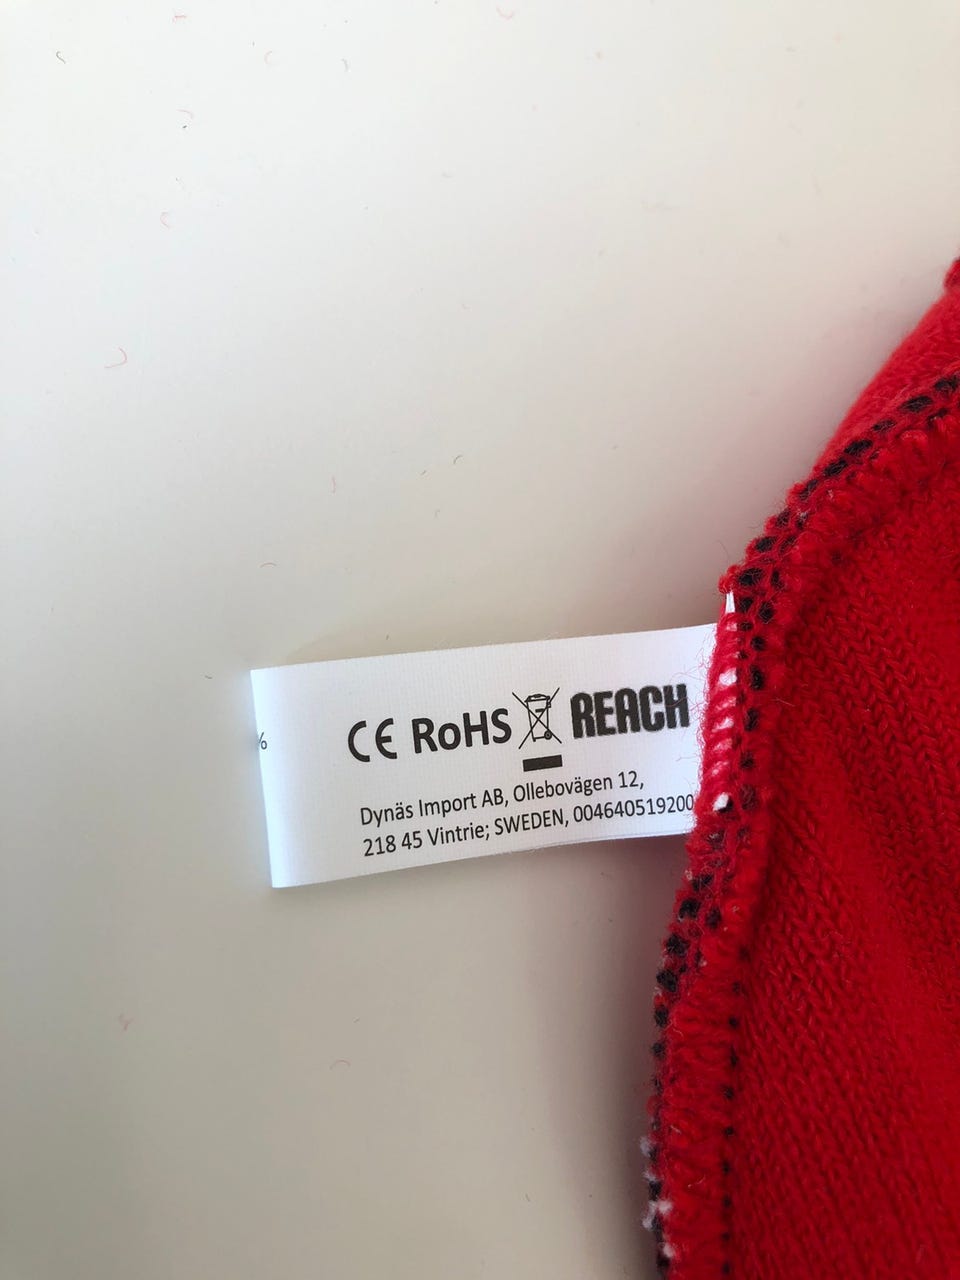 %
CE RoHS REACH
Dynäs Import AB, Ollebovägen 12,
218 45 Vintrie; SWEDEN, 004640519200